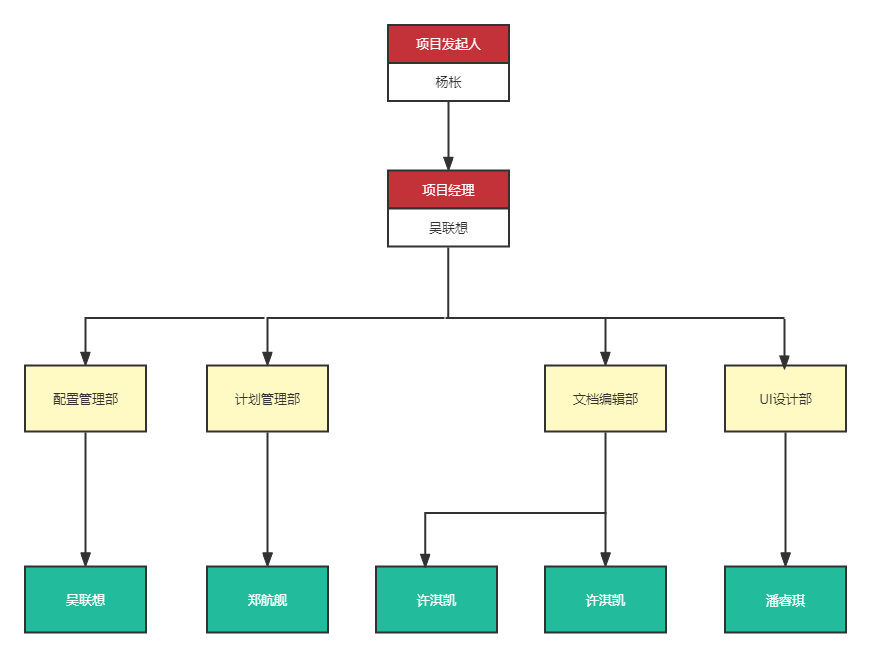 项目发起人
杨枨
项目经理
吴联想
配置管理部
计划管理部
文档编辑部
UI设计部
吴联想
郑航舰
许淇凯
许淇凯
潘睿琪